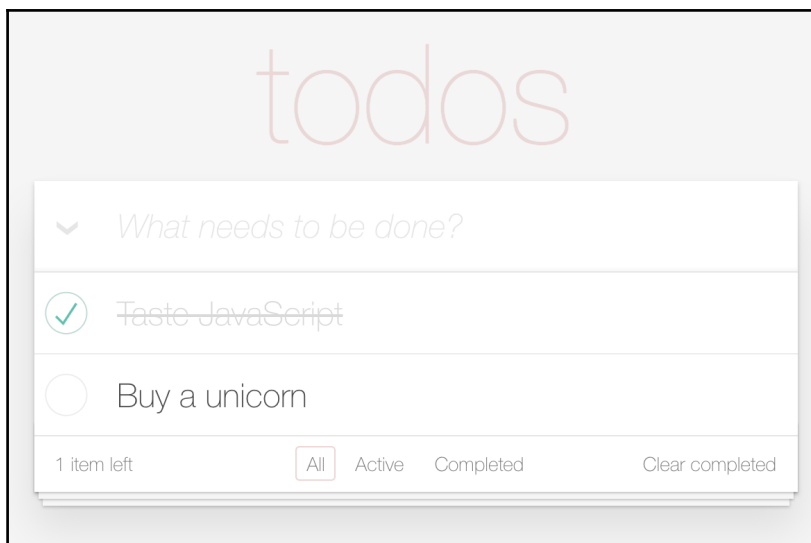 todos
What needs to be done?
Taste JavaScript
Buy a unicorn
1 item left All Active Completed Clear completed